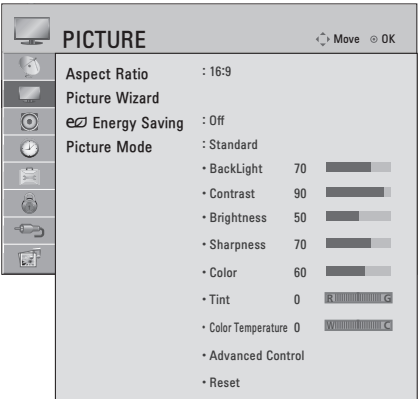 PICTURE Move OK
Aspect Ratio : 16:9
Picture Wizard
eØ Energy Saving : Off
Picture Mode : Standard
• BackLight 70
• Contrast 90
• Brightness 50
• Sharpness 70
• Color 60
• Tint 0 R G
• Color Temperature 0 W C
• Advanced Control
• Reset